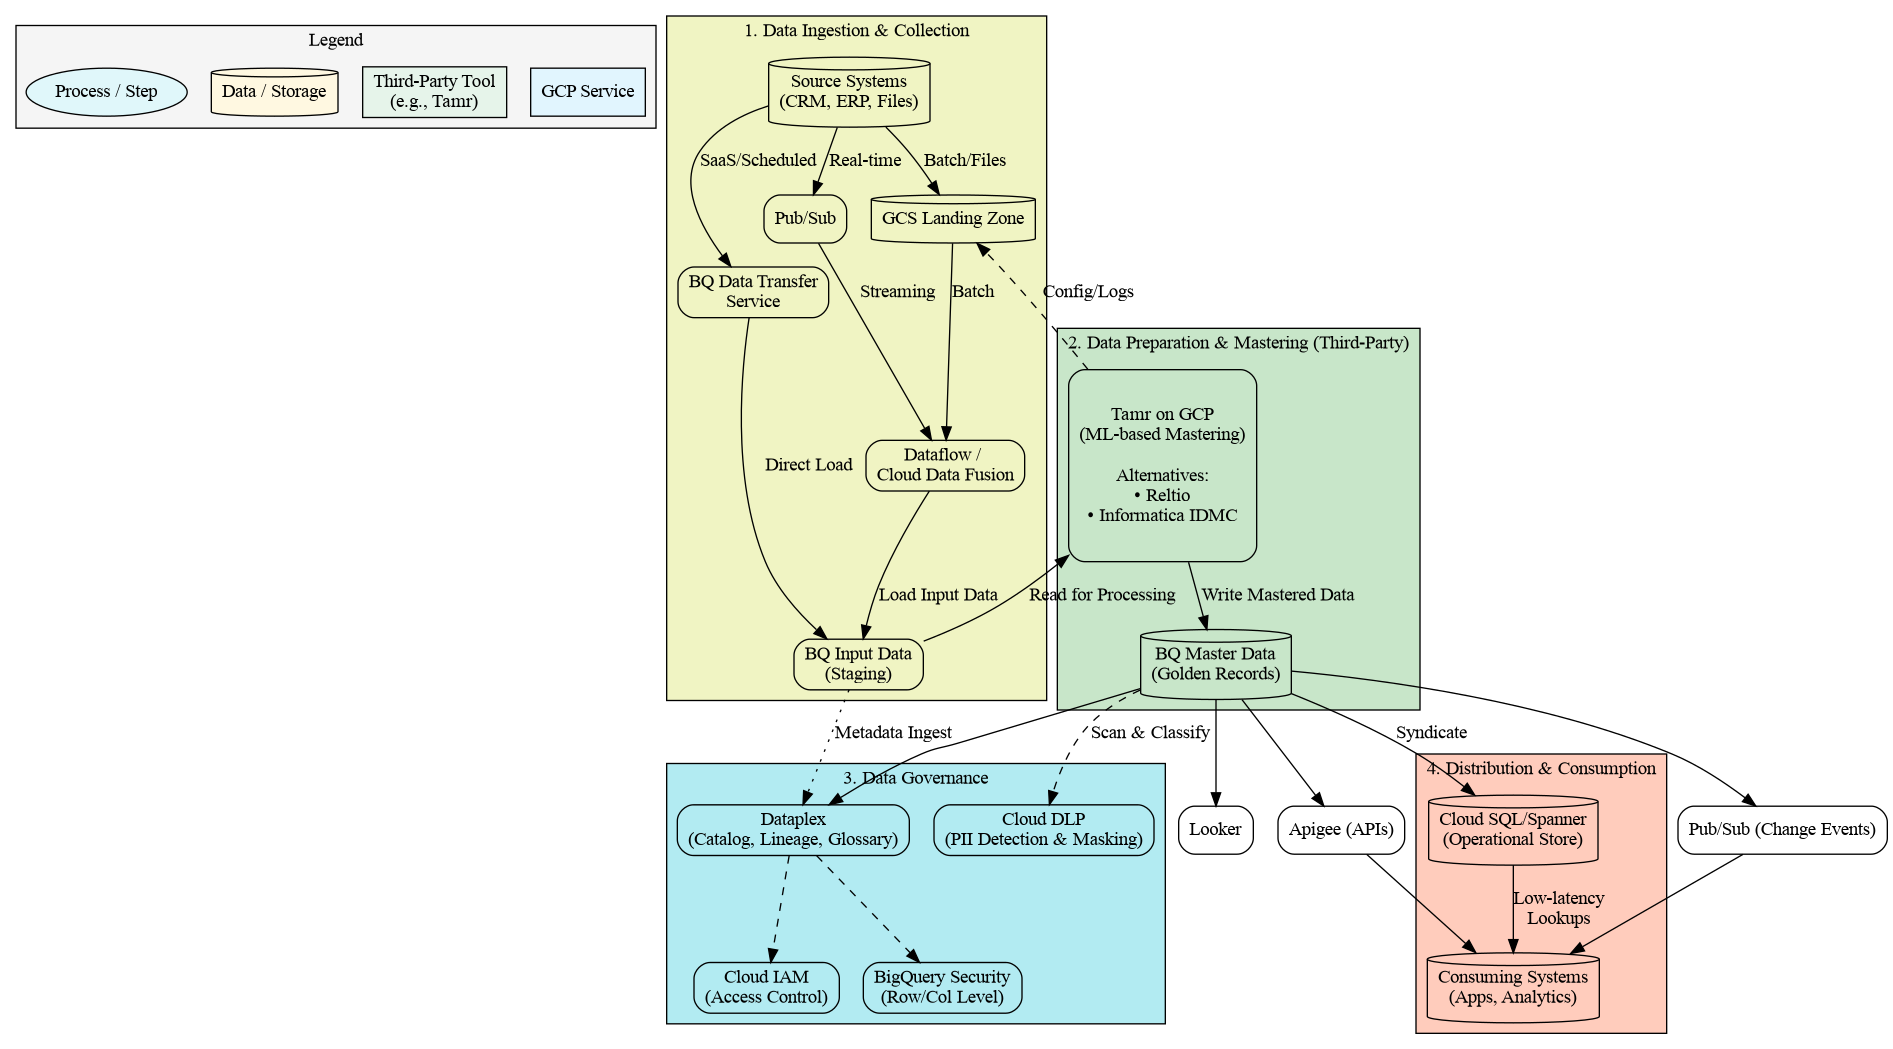 Legend
Process / Step
Data / Storage
Third-Party Tool
(e.g., Tamr)
GCP Service
1. Data Ingestion & Collection
Source Systems
(CRM, ERP, Files)
SaaS/Scheduled
Real-time
Batch/Files
Pub/Sub
GCS Landing Zone
BQ Data Transfer
Service
Streaming
Batch
Config/Logs
2. Data Preparation & Mastering (Third-Party)
Tamr on GCP
(ML-based Mastering)
Alternatives:
• Reltio
• Informatica IDMC
Direct Load
Dataflow /
Cloud Data Fusion
Load Input Data
Read for Processing
Write Mastered Data
BQ Input Data
(Staging)
BQ Master Data
(Golden Records)
Metadata Ingest
Scan & Classify
Syndicate
3. Data Governance
Dataplex
(Catalog, Lineage, Glossary)
Cloud DLP
(PII Detection & Masking)
Looker
Apigee (APIs)
4. Distribution & Consumption
Cloud SQL/Spanner
(Operational Store)
Pub/Sub (Change Events)
Low-latency
Lookups
Cloud IAM
(Access Control)
BigQuery Security
(Row/Col Level)
Consuming Systems
(Apps, Analytics)